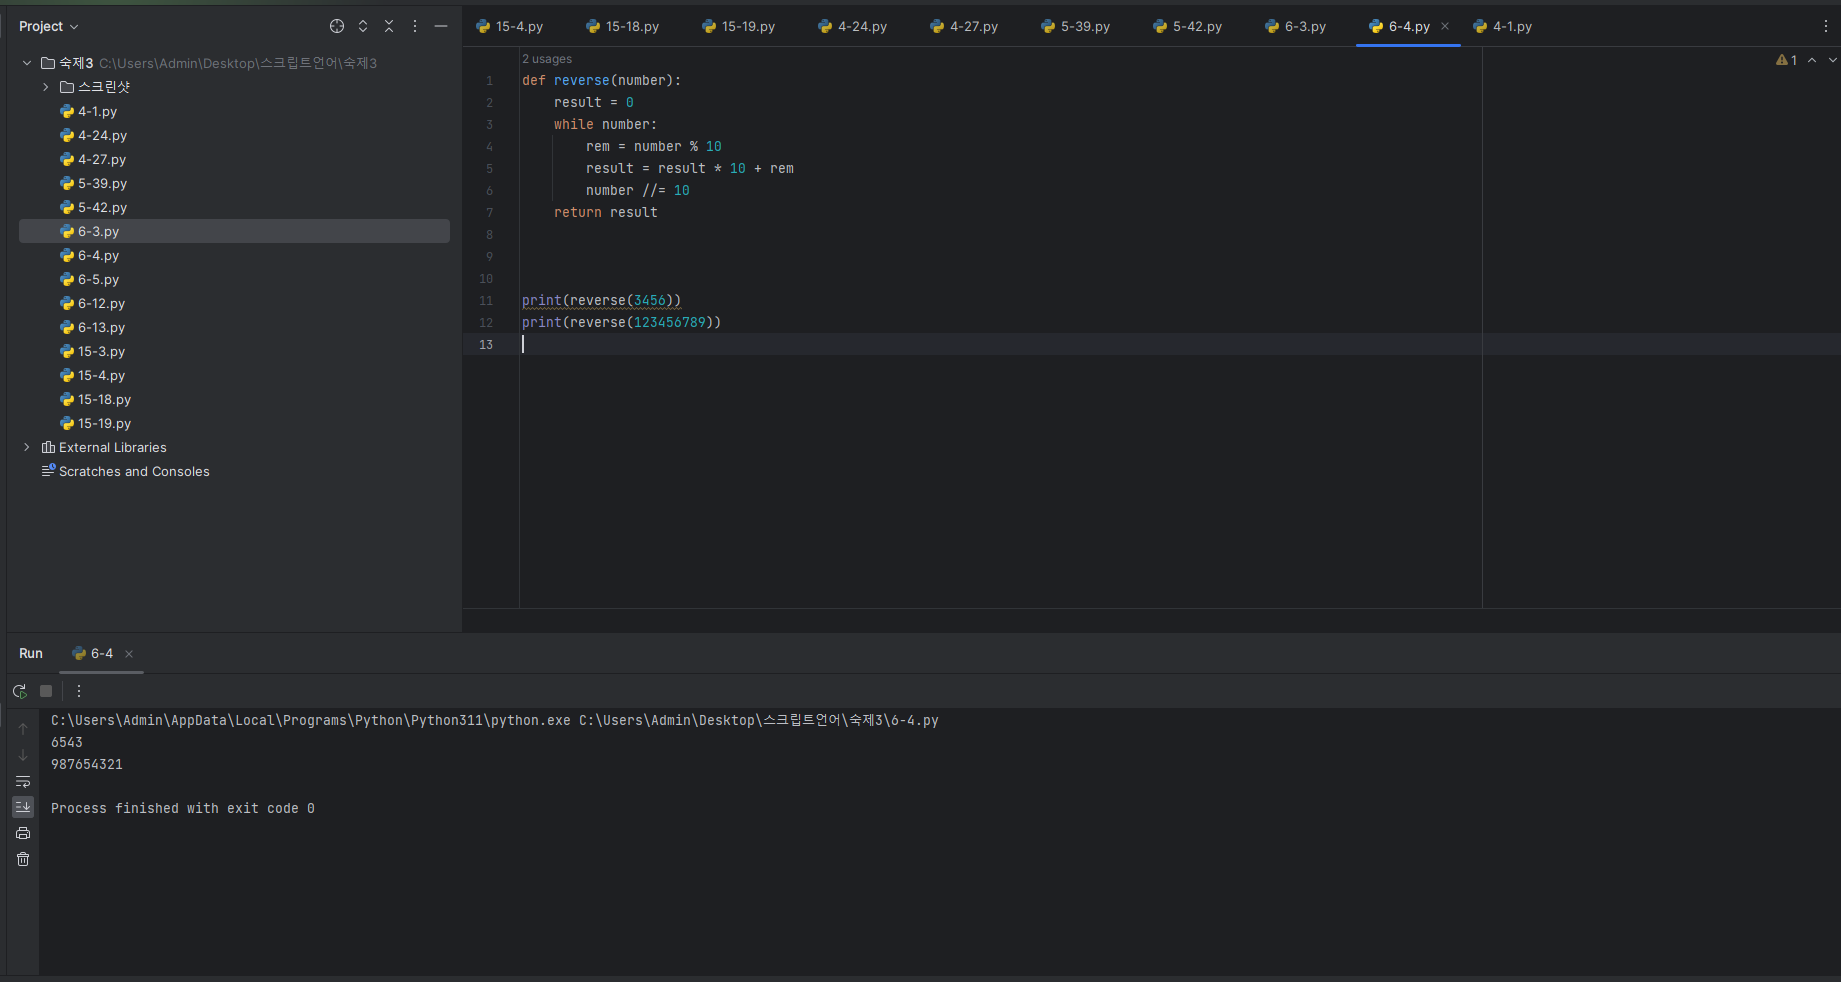 Project
숙제3 C:\Users\Admin\Desktop\스크립트언어\숙제3
스크린샷
4-1.py
4-24.py
4-27.py
5-39.py
5-42.py
6-3.py
6-4.py
6-5.py
6-12.py
6-13.py
15-3.py
15-4.py
15-18.py
15-19.py
External Libraries
Scratches and Consoles
15-4.py 15-18.py 15-19.py 4-24.py 4-27.py 5-39.py 5-42.py 6-3.py 6-4.py 4-1.py
2 usages
1
1 def reverse(number):
2 result = 0
3 while number:
4 rem = number % 10
5 result = result * 10 + rem
6 number //= 10
7 return result
8
9
10
11 print(reverse(3456))
12 print(reverse(123456789))
13
Run 6-4
C:\Users\Admin\AppData\Local\Programs\Python\Python311\python.exe C:\Users\Admin\Desktop\스크립트언어\숙제3\6-4.py
6543
987654321
Process finished with exit code 0